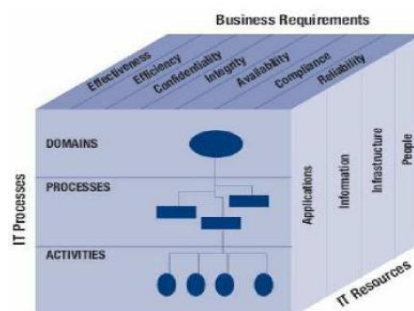 Business Requirements
Effectiveness
Efficiency
Confidentiality
Integrity
Availability
Compliance
Reliability
IT Processes
DOMAINS
PROCESSES
ACTIVITIES
Applications
Information
Infrastructure
People
IT Resources